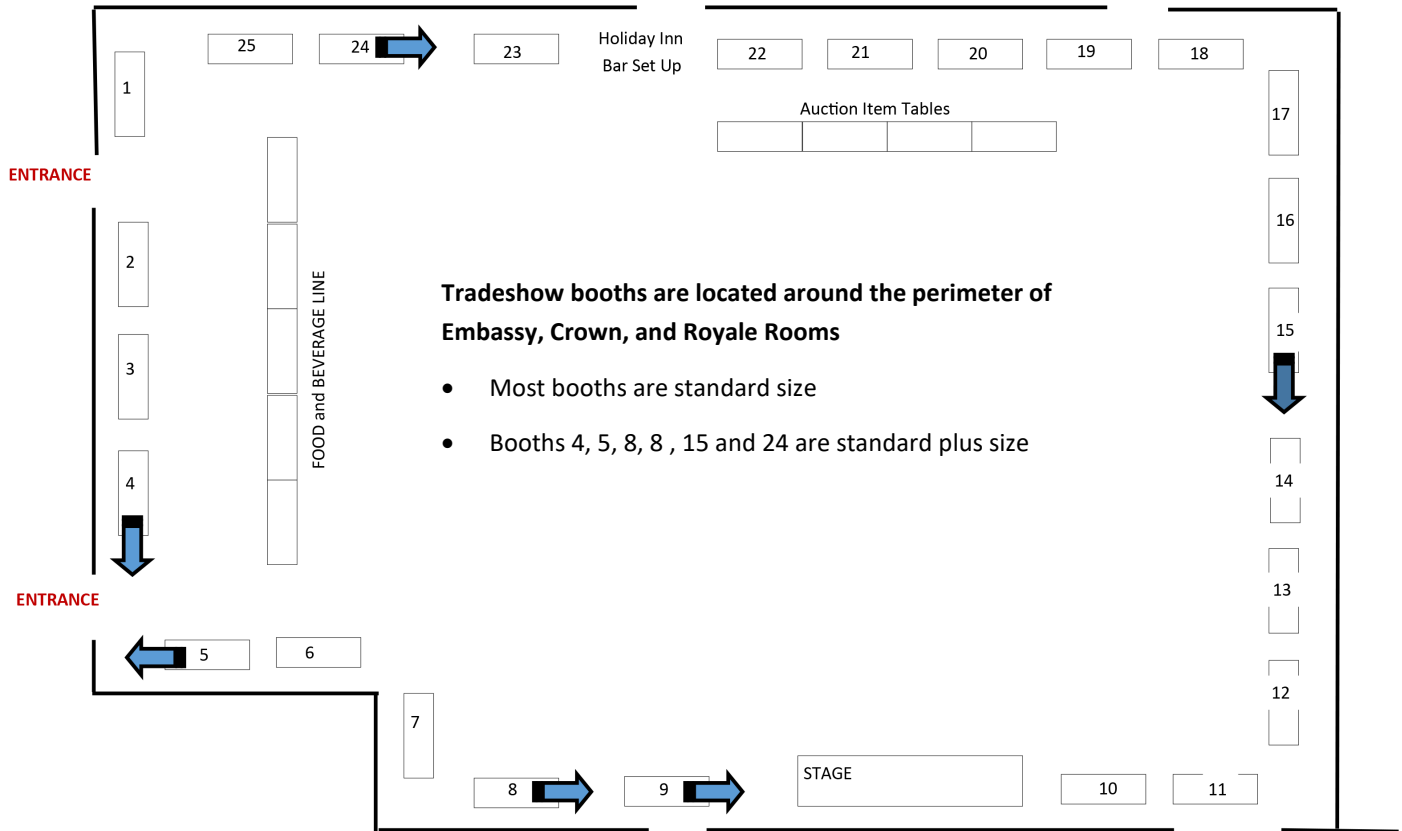 25
24
23
Holiday Inn
Bar Set Up
22
21
20
19
18
1
17
Auction Item Tables
ENTRANCE
16
2
FOOD and BEVERAGE LINE
Tradeshow booths are located around the perimeter of
Embassy, Crown, and Royale Rooms
15
3
• Most booths are standard size
• Booths 4, 5, 8, 8 , 15 and 24 are standard plus size
4
14
ENTRANCE
13
5
6
12
7
STAGE
8
9
10
11